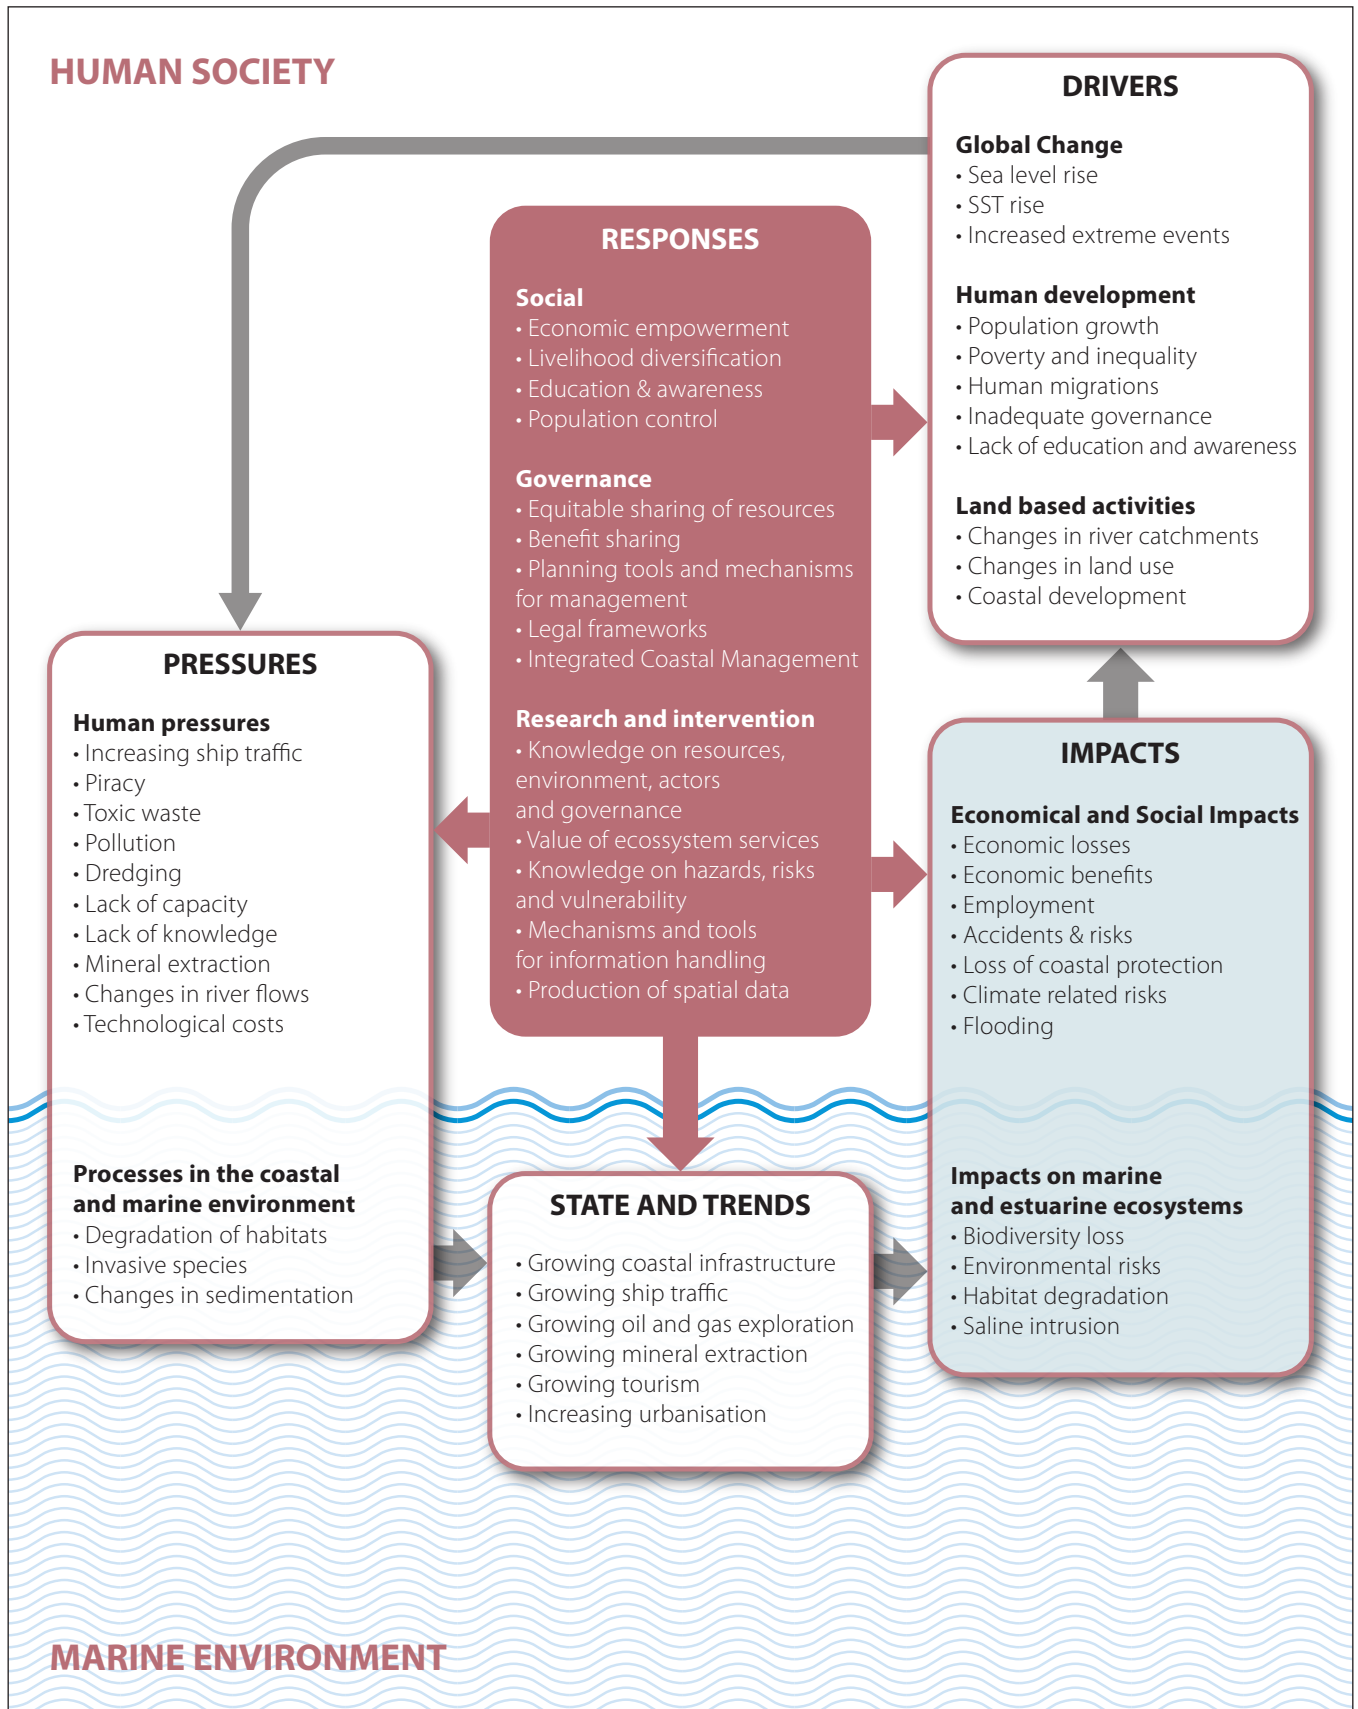 HUMAN SOCIETY
DRIVERS
Global Change
• Sea level rise
• SST rise
• Increased extreme events
Human development
• Population growth
• Poverty and inequality
• Human migrations
• Inadequate governance
• Lack of education and awareness
Land based activities
• Changes in river catchments
• Changes in land use
• Coastal development
RESPONSES
Social
• Economic empowerment
• Livelihood diversification
• Education & awareness
• Population control
Governance
• Equitable sharing of resources
• Benefit sharing
• Planning tools and mechanisms
for management
• Legal frameworks
• Integrated Coastal Management
Research and intervention
• Knowledge on resources,
environment, actors
and governance
• Value of ecosystem services
• Knowledge on hazards, risks
and vulnerability
• Mechanisms and tools
for information handling
• Production of spatial data
PRESSURES
Human pressures
• Increasing ship traffic
• Piracy
• Toxic waste
• Pollution
• Dredging
• Lack of capacity
• Lack of knowledge
• Mineral extraction
• Changes in river flows
• Technological costs
Processes in the coastal
and marine environment
• Degradation of habitats
• Invasive species
• Changes in sedimentation
STATE AND TRENDS
• Growing coastal infrastructure
• Growing ship traffic
• Growing oil and gas exploration
• Growing mineral extraction
• Growing tourism
• Increasing urbanisation
IMPACTS
Economical and Social Impacts
• Economic losses
• Economic benefits
• Employment
• Accidents & risks
• Loss of coastal protection
• Climate related risks
• Flooding
Impacts on marine
and estuarine ecosystems
• Biodiversity loss
• Environmental risks
• Habitat degradation
• Saline intrusion
MARINE ENVIRONMENT